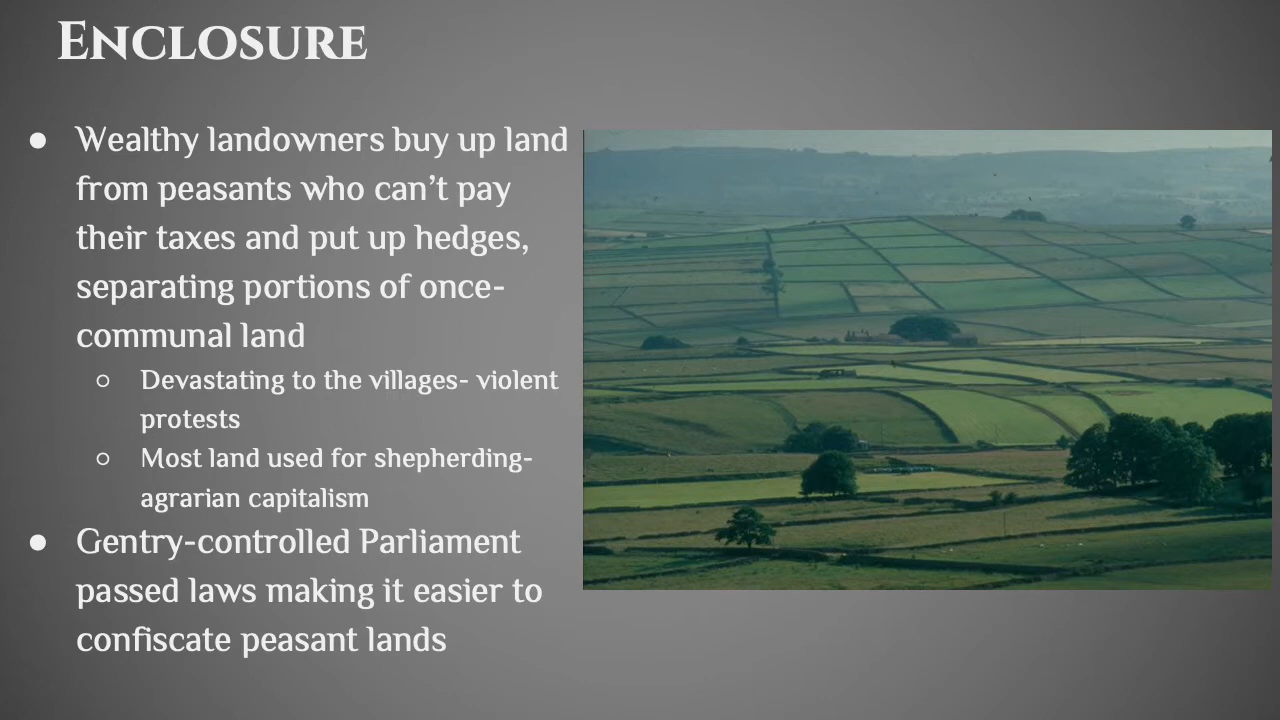 Enclosure
● Wealthy landowners buy up land
from peasants who can't pay
their taxes and put up hedges,
separating portions of once-
communal land
○ Devastating to the villages- violent
protests
○ Most land used for shepherding-
agrarian capitalism
● Gentry-controlled Parliament
passed laws making it easier to
confiscate peasant lands